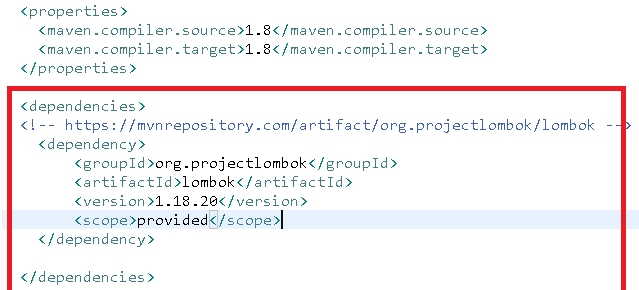 <properties>
<maven.compiler.source>1.8</maven.compiler.source>
<maven.compiler.target>1.8</maven.compiler.target>
</properties>
<dependencies>
<!-- https://mvnrepository.com/artifact/org.projectlombok/lombok -->
<dependency>
<groupId>org.projectlombok</groupId>
<artifactId>lombok</artifactId>
<version>1.18.20</version>
<scope>provided</scope>
</dependency>
</dependencies>